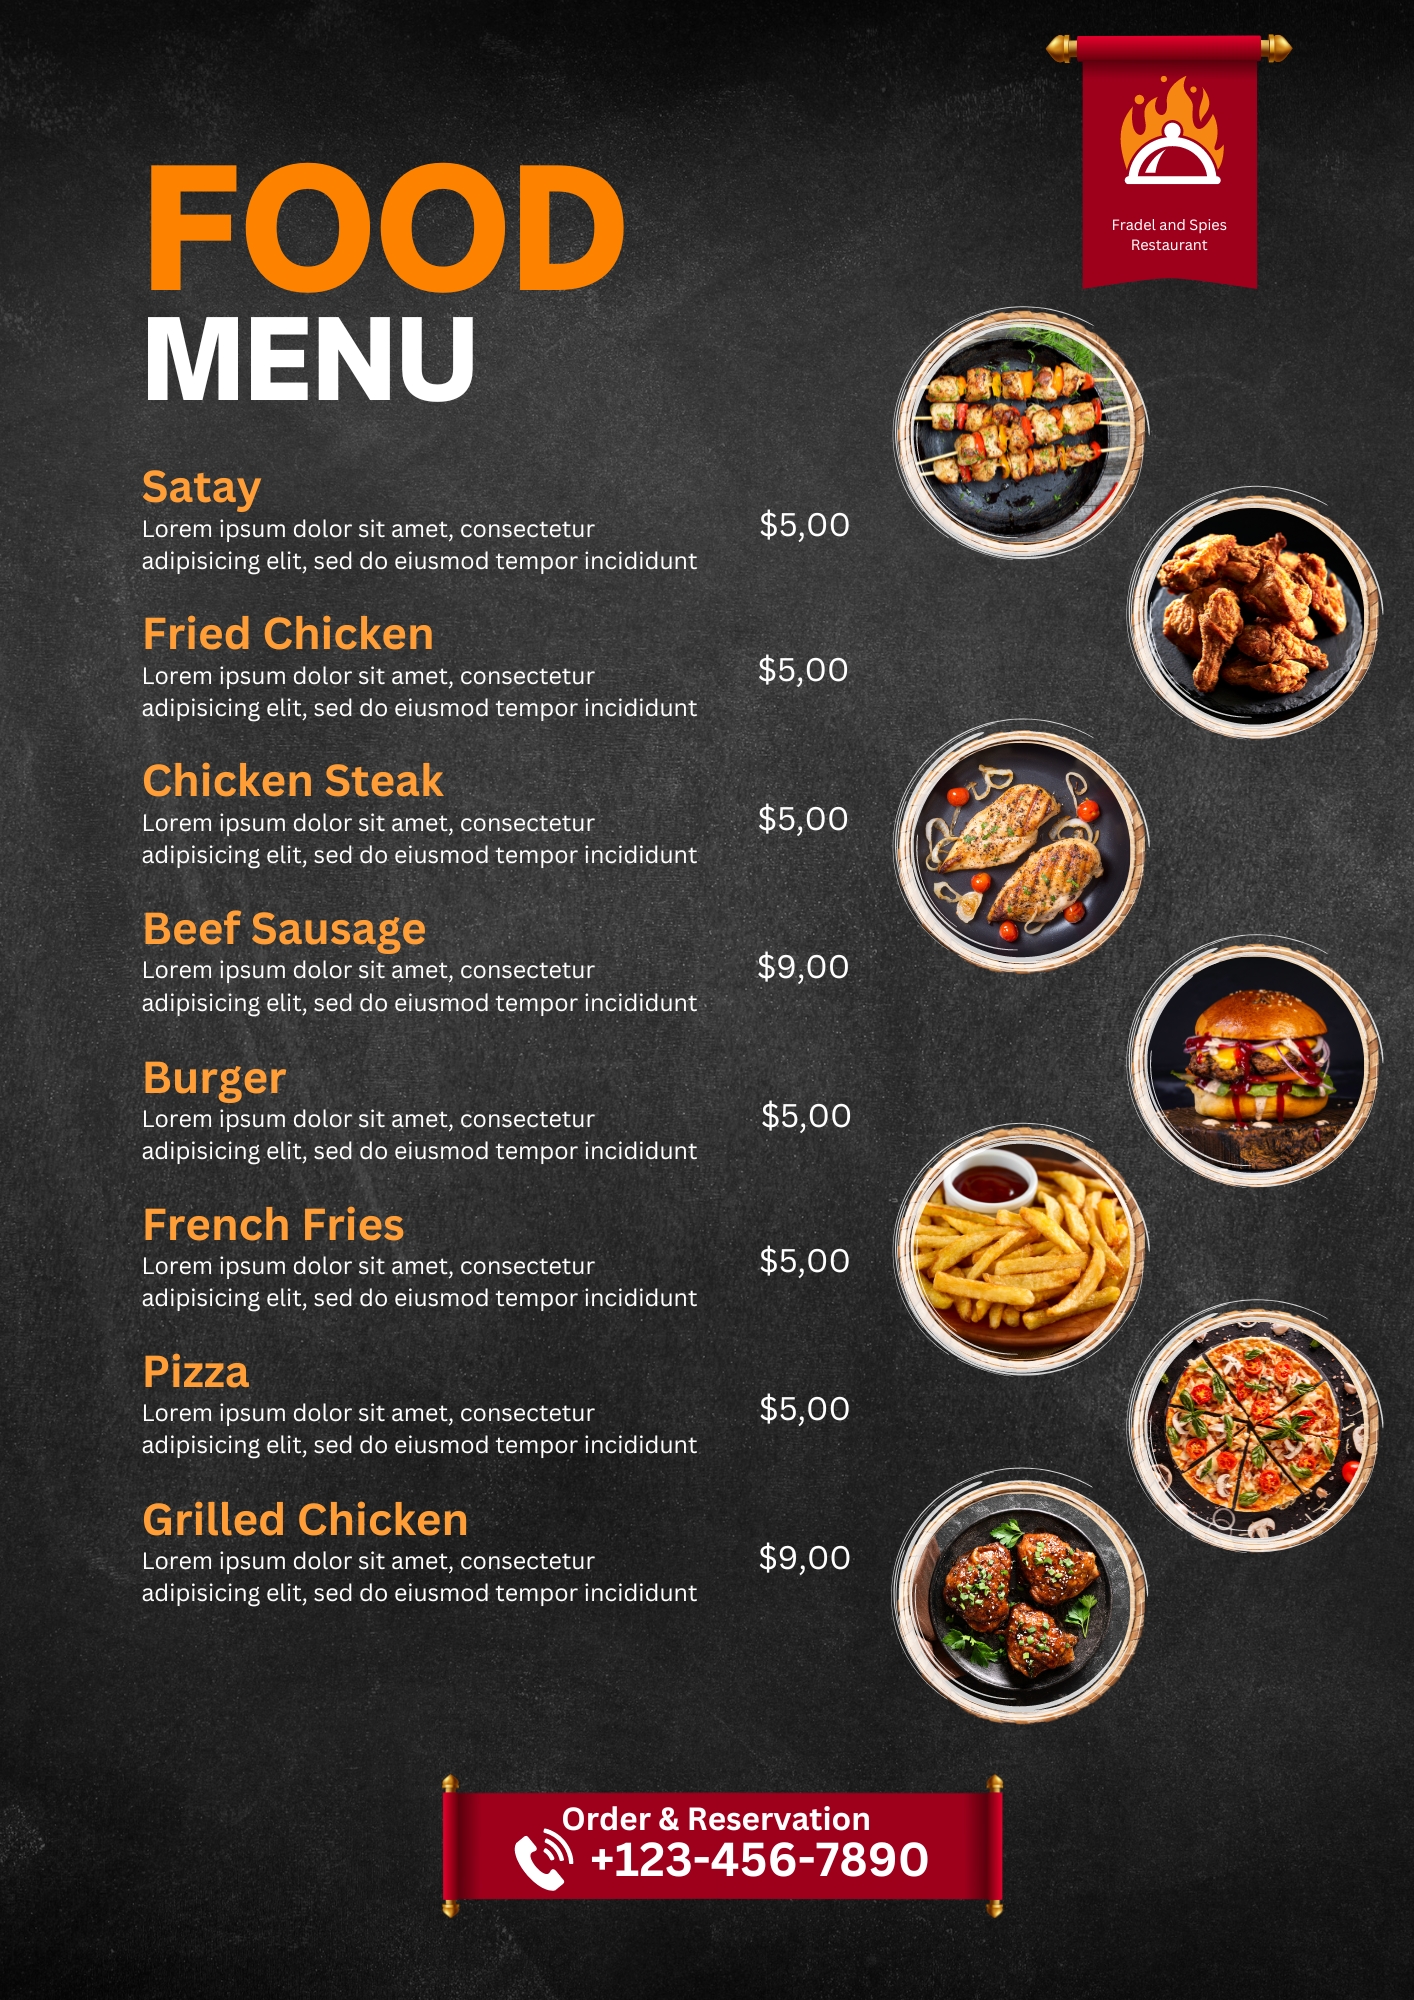 Fradel and Spies
Restaurant
FOOD
MENU
Satay
Lorem ipsum dolor sit amet, consectetur
adipisicing elit, sed do eiusmod tempor incididunt
$5,00
Fried Chicken
Lorem ipsum dolor sit amet, consectetur
adipisicing elit, sed do eiusmod tempor incididunt
$5,00
Chicken Steak
Lorem ipsum dolor sit amet, consectetur
adipisicing elit, sed do eiusmod tempor incididunt
$5,00
Beef Sausage
Lorem ipsum dolor sit amet, consectetur
adipisicing elit, sed do eiusmod tempor incididunt
$9,00
Burger
Lorem ipsum dolor sit amet, consectetur
adipisicing elit, sed do eiusmod tempor incididunt
$5,00
French Fries
Lorem ipsum dolor sit amet, consectetur
adipisicing elit, sed do eiusmod tempor incididunt
$5,00
Pizza
Lorem ipsum dolor sit amet, consectetur
adipisicing elit, sed do eiusmod tempor incididunt
$5,00
Grilled Chicken
Lorem ipsum dolor sit amet, consectetur
adipisicing elit, sed do eiusmod tempor incididunt
$9,00
Order & Reservation
+123-456-7890